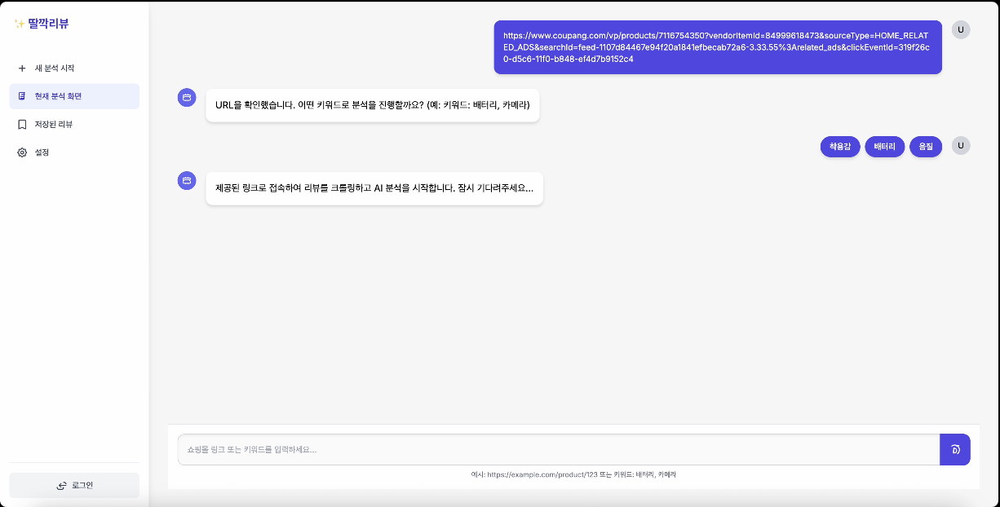 ✨ 딸깍리뷰
새 분석 시작
현재 분석 화면
저장된 리뷰
설정
로그인
https://www.coupang.com/vp/products/7116754350?vendorItemId=84999618473&sourceType=HOME_RELAT
ED_ADS&searchId=feed-1107d84467e94f20a1841efbecab72a6-3.33.55%3Arelated_ads&clickEventId=319f26c
0-d5c6-11f0-b848-ef4d7b9152c4
U
URL을 확인했습니다. 어떤 키워드로 분석을 진행할까요? (예: 키워드: 배터리, 카메라)
착용감 배터리 음질
U
제공된 링크로 접속하여 리뷰를 크롤링하고 AI 분석을 시작합니다. 잠시 기다려주세요...
쇼핑몰 링크 또는 키워드를 입력하세요...
예시: https://example.com/product/123 또는 키워드: 배터리, 카메라